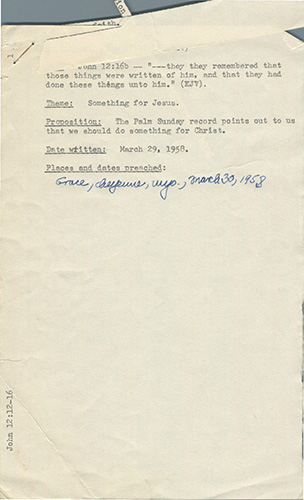 John 12:16b -- "---they they remembered that
those things were written of him, and that they had
done these things unto him." (KJV).
Theme: Something for Jesus.
Proposition: The Palm Sunday record points out to us
that we should do something for Christ.
Date written: March 29, 1958.
Places and dates preached:
Grace, Cheyenne, Wyo., March 30, 1958
John 12:12-16